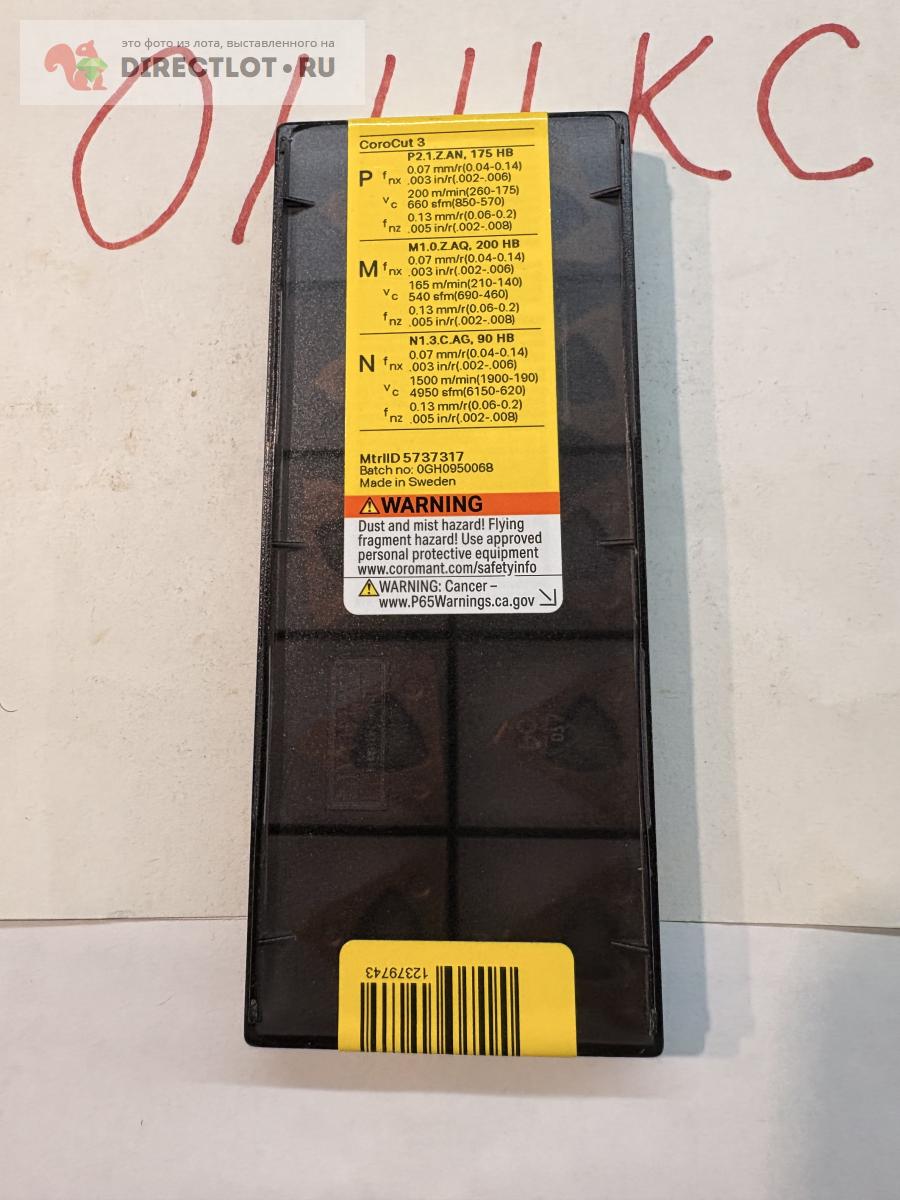 это фото из лота, выставленного на
DIRECTLOT.RU
CoroCut 3
P2.1.Z.AN, 175 HB
P fnx 0.07 mm/r(0.04-0.14)
.003 in/r(.002-.006)
vc 200 m/min(260-175)
660 sfm(850-570)
fnz 0.13 mm/r(0.06-0.2)
.005 in/r(.002-.008)
M1.0.Z.AQ, 200 HB
M fnx 0.07 mm/r(0.04-0.14)
.003 in/r(.002-.006)
vc 165 m/min(210-140)
540 sfm(690-460)
fnz 0.13 mm/r(0.06-0.2)
.005 in/r(.002-.008)
N1.3.C.AG, 90 HB
N fnx 0.07 mm/r(0.04-0.14)
.003 in/r(.002-.006)
vc 1500 m/min(1900-190)
4950 sfm(6150-620)
fnz 0.13 mm/r(0.06-0.2)
.005 in/r(.002-.008)
MtrlID 5737317
Batch no: 0GH0950068
Made in Sweden
WARNING
Dust and mist hazard! Flying
fragment hazard! Use approved
personal protective equipment
www.coromant.com/safetyinfo
WARNING: Cancer –
www.P65Warnings.ca.gov
12379743